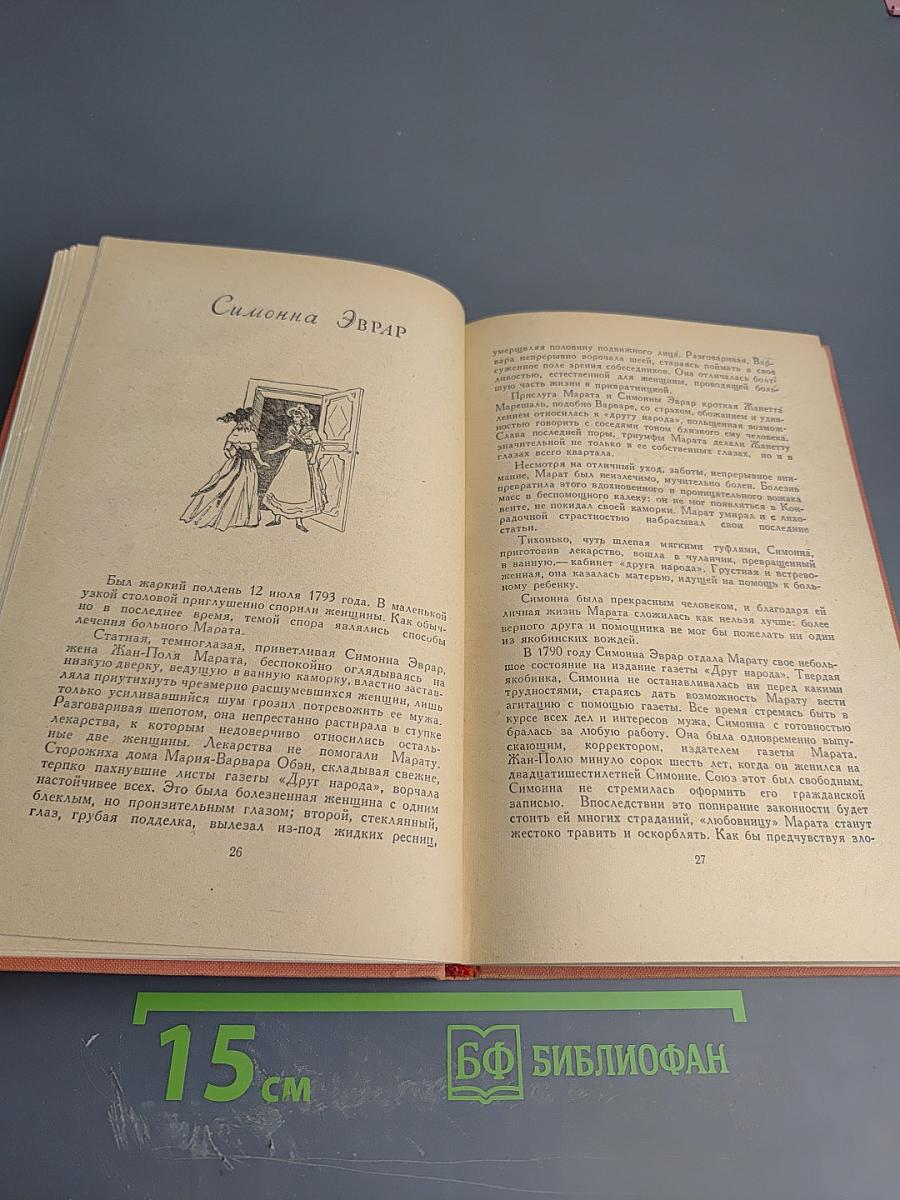 Симонна ЭВРАР
Был жаркий полдень 12 июля 1793 года. В маленькой
узкой столовой приглушенно спорили женщины. Как обыч-
но в последнее время, темой спора являлись способы
лечения больного Марата.
Статная, темноглазая, приветливая Симонна Эврар,
жена Жан-Поля Марата, беспокойно оглядываясь на
низкую дверку, ведущую в ванную каморку, властно застав-
ляла приутихнуть чрезмерно расшумевшихся женщин, лишь
только усиливавшийся шум грозил потревожить ее мужа.
Разговаривая шепотом, она непрестанно растирала в ступке
лекарства, к которым недоверчиво относились осталь-
ные две женщины. Лекарства не помогали Марату.
Сторожиха дома Мария-Варвара Обэн, складывая свежие,
терпко пахнувшие листы газеты «Друг народа», ворчала
настойчивее всех. Это была болезненная женщина с одним
блеклым, но пронзительным глазом; второй, стеклянный,
глаз, грубая подделка, вылезал из-под жидких ресниц,
26
умерщвляя половину подвижного лица. Разговаривая, Вар-
вара непрерывно ворочала шеей, стараясь поймать в свое
суженное поле зрения собеседников. Она отличалась болт-
ливостью, естественной для женщины, проводящей боль-
шую часть жизни в привратницкой.
Прислуга Марата и Симонны Эврар кроткая Жанетта
Марешаль, подобно Варваре, со страхом, обожанием и удив-
лением относилась к «другу народа», польщенная возмож-
ностью говорить с соседями тоном близкого ему человека.
Слава последней поры, триумфы Марата делали Жанетту
значительной не только в ее собственных глазах, но и в
глазах всего квартала.
Несмотря на отличный уход, заботы, непрерывное вни-
мание, Марат был неизлечимо, мучительно болен. Болезнь
превратила этого вдохновенного и проницательного вожака
масс в беспомощного калеку: он не мог появляться в Кон-
венте, не покидал своей каморки. Марат умирал и с лихо-
радочной страстностью набрасывал свои последние
статьи.
Тихонько, чуть шлепая мягкими туфлями, Симонна,
приготовив лекарство, вошла в чуланчик, превращенный
в ванную,— кабинет «друга народа». Грустная и встрево-
женная, она казалась матерью, идущей на помощь к боль-
ному ребенку.
Симонна была прекрасным человеком, и благодаря ей
личная жизнь Марата сложилась как нельзя лучше: более
верного друга и помощника не мог бы пожелать ни один
из якобинских вождей.
В 1790 году Симонна Эврар отдала Марату свое неболь-
шое состояние на издание газеты «Друг народа». Твердая
якобинка, Симонна не останавливалась ни перед какими
трудностями, стараясь дать возможность Марату вести
агитацию с помощью газеты. Все время стремясь быть в
курсе всех дел и интересов мужа, Симонна с готовностью
бралась за любую работу. Она была одновременно выпу-
скающим, корректором, издателем газеты Марата.
Жан-Полю минуло сорок шесть лет, когда он женился на
двадцатишестилетней Симонне. Союз этот был свободным,
Симонна не стремилась оформить его гражданской
записью. Впоследствии это попирание законности будет
стоить ей многих страданий, «любовницу» Марата станут
жестоко травить и оскорблять. Как бы предчувствуя зло-
27
15 см
БФ БИБЛИОФАН